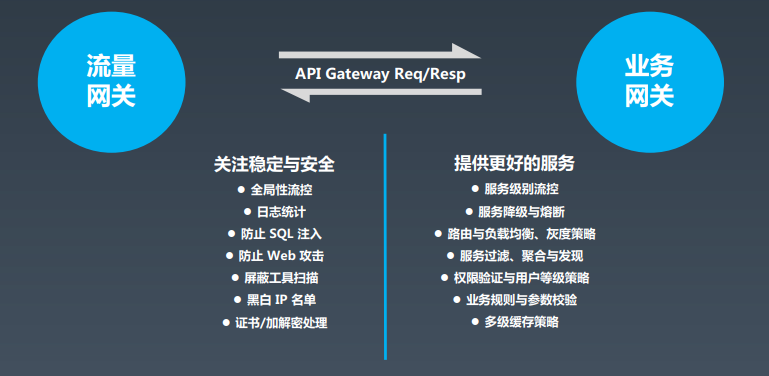 流量
网关
API Gateway Req/Resp
业务
网关
关注稳定与安全
● 全局性流控
● 日志统计
● 防止 SQL 注入
● 防止 Web 攻击
● 屏蔽工具扫描
● 黑白 IP 名单
● 证书/加解密处理
提供更好的服务
● 服务级别流控
● 服务降级与熔断
● 路由与负载均衡、灰度策略
● 服务过滤、聚合与发现
● 权限验证与用户等级策略
● 业务规则与参数校验
● 多级缓存策略